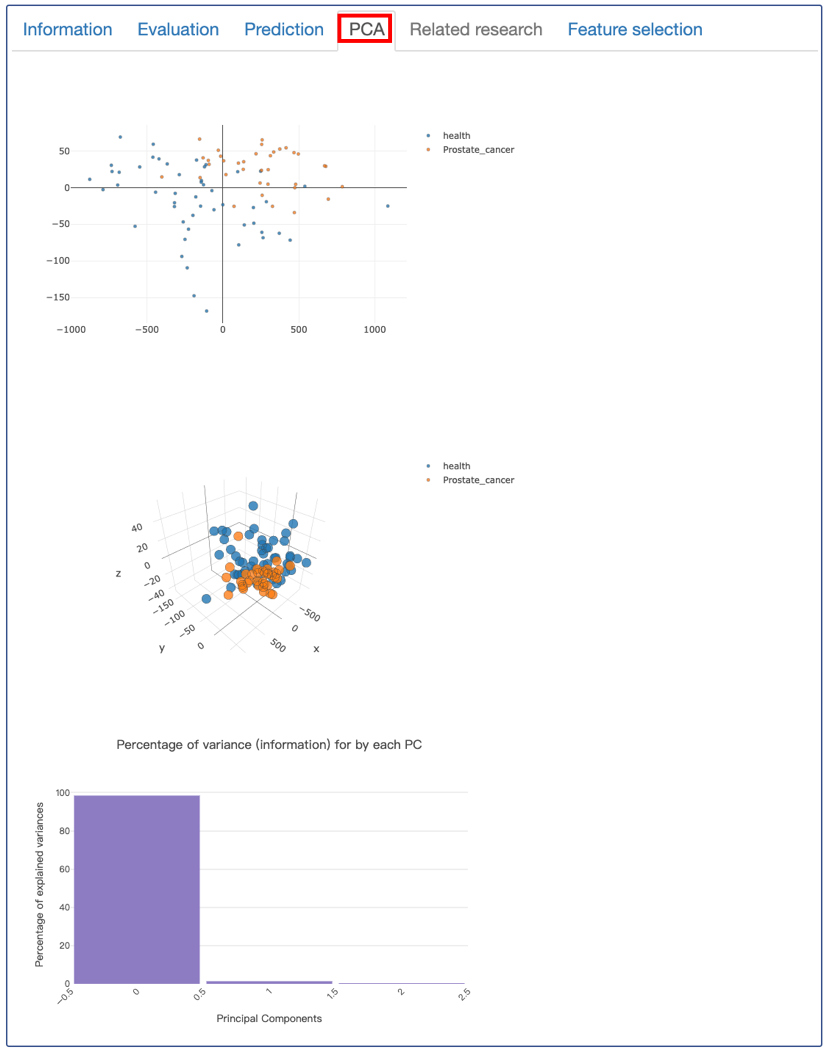 Information Evaluation Prediction PCA Related research Feature selection
health
Prostate_cancer
50
0
−50
−100
−150
−1000 −500 0 500 1000
health
Prostate_cancer
40
20
0
−20
−40
z
−150
−100
−50
0
y
−500
0
500
x
Percentage of variance (information) for by each PC
Percentage of explained variances
100
80
60
40
20
0
−0.5 0 0.5 1 1.5 2 2.5
Principal Components